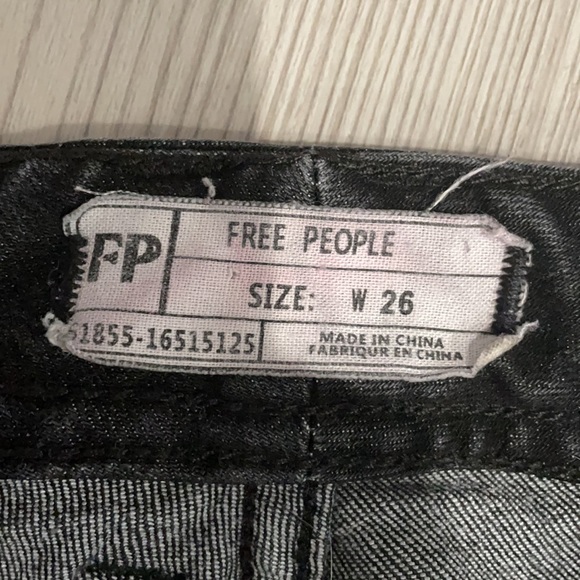 FP
FREE PEOPLE
SIZE: W 26
51855-16515125
MADE IN CHINA
FABRIQUR EN CHINA